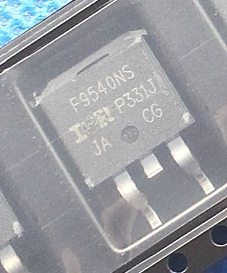 F9540NS
IOR P331J
JA CG